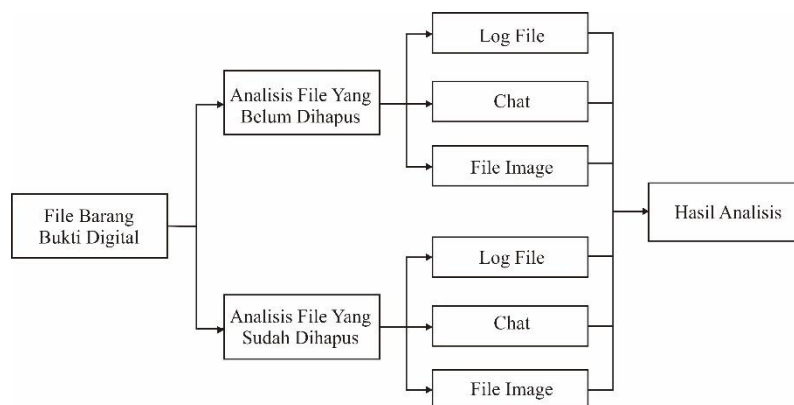 File Barang
Bukti Digital
Analisis File Yang
Belum Dihapus
Log File
Chat
File Image
Analisis File Yang
Sudah Dihapus
Log File
Chat
File Image
Hasil Analisis